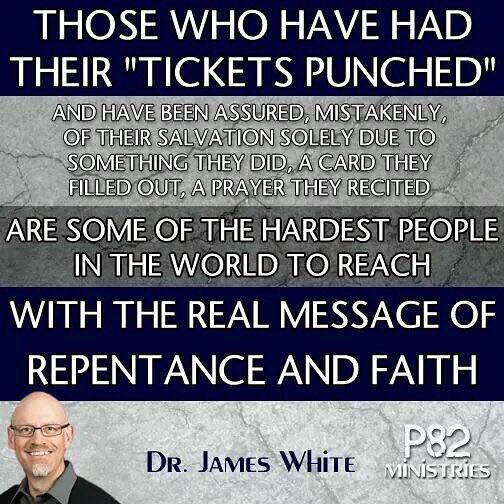 THOSE WHO HAVE HAD
THEIR "TICKETS PUNCHED"
AND HAVE BEEN ASSURED, MISTAKENLY,
OF THEIR SALVATION SOLELY DUE TO
SOMETHING THEY DID, A CARD THEY
FILLED OUT, A PRAYER THEY RECITED
ARE SOME OF THE HARDEST PEOPLE
IN THE WORLD TO REACH
WITH THE REAL MESSAGE OF
REPENTANCE AND FAITH
DR. JAMES WHITE
P82
MINISTRIES